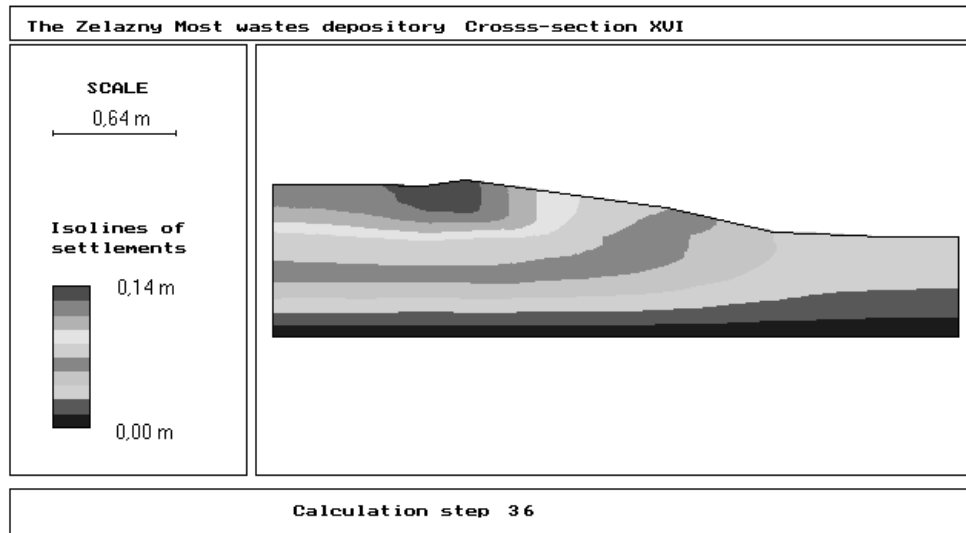 The Zelazny Most wastes depository Crosss-section XVI
SCALE
0,64 m
Isolines of
settlements
0,14 m
0,00 m
Calculation step 36